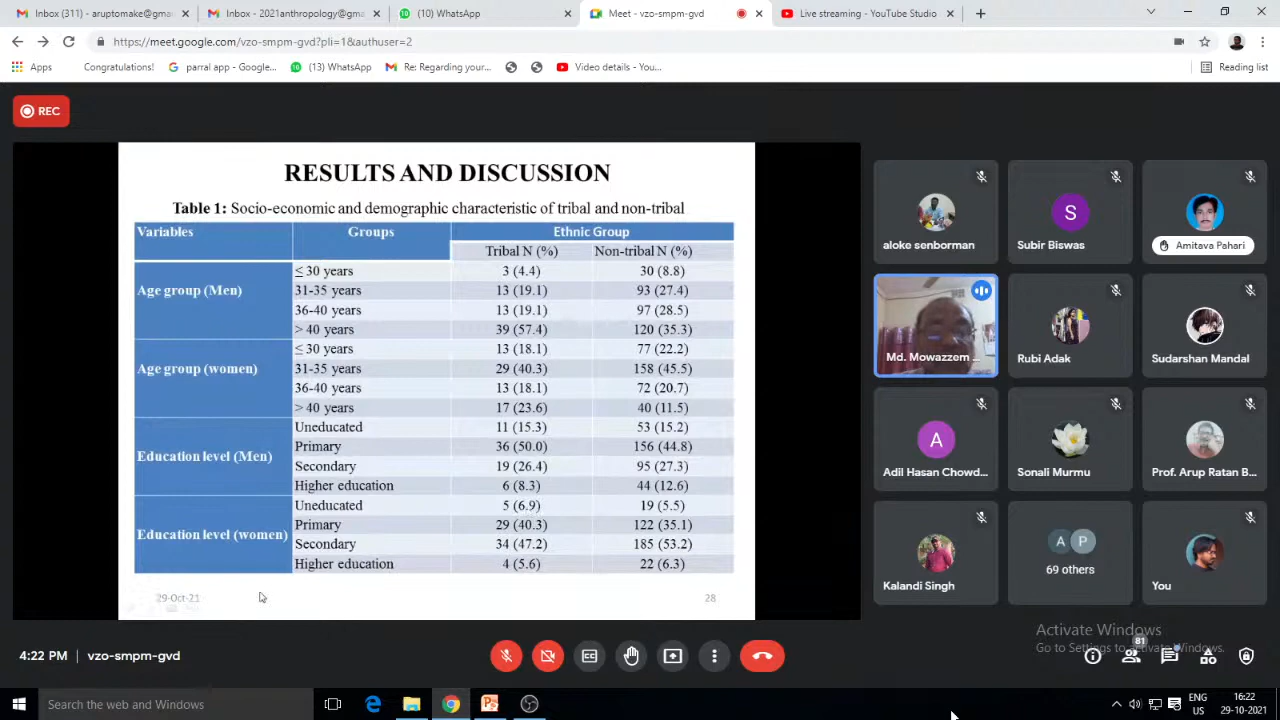 Inbox (311) - aruptomake@gmail
Inbox - 2021anthropology@gma
(10) WhatsApp
Meet - vzo-smpm-gvd
Live streaming - YouTube Studio
https://meet.google.com/vzo-smpm-gvd?pli=1&authuser=2
Apps
Congratulations!
parral app - Google...
(13) WhatsApp
Re: Regarding your...
Video details - You...
Reading list
REC
RESULTS AND DISCUSSION
Table 1: Socio-economic and demographic characteristic of tribal and non-tribal
Variables Groups Ethnic Group
Tribal N (%) Non-tribal N (%)
Age group (Men)
≤ 30 years 3 (4.4) 30 (8.8)
31-35 years 13 (19.1) 93 (27.4)
36-40 years 13 (19.1) 97 (28.5)
> 40 years 39 (57.4) 120 (35.3)
Age group (women)
≤ 30 years 13 (18.1) 77 (22.2)
31-35 years 29 (40.3) 158 (45.5)
36-40 years 13 (18.1) 72 (20.7)
> 40 years 17 (23.6) 40 (11.5)
Education level (Men)
Uneducated 11 (15.3) 53 (15.2)
Primary 36 (50.0) 156 (44.8)
Secondary 19 (26.4) 95 (27.3)
Higher education 6 (8.3) 44 (12.6)
Education level (women)
Uneducated 5 (6.9) 19 (5.5)
Primary 29 (40.3) 122 (35.1)
Secondary 34 (47.2) 185 (53.2)
Higher education 4 (5.6) 22 (6.3)
29-Oct-21
28
aloke senborman
S
Subir Biswas
Amitava Pahari
Md. Mowazzem ...
Rubi Adak
Sudarshan Mandal
A
Adil Hasan Chowd...
Sonali Murmu
Prof. Arup Ratan B...
Kalandi Singh
A P
69 others
You
Activate Windows
Go to Settings to activate Windows.
4:22 PM vzo-smpm-gvd
81
Search the web and Windows
ENG
US
16:22
29-10-2021